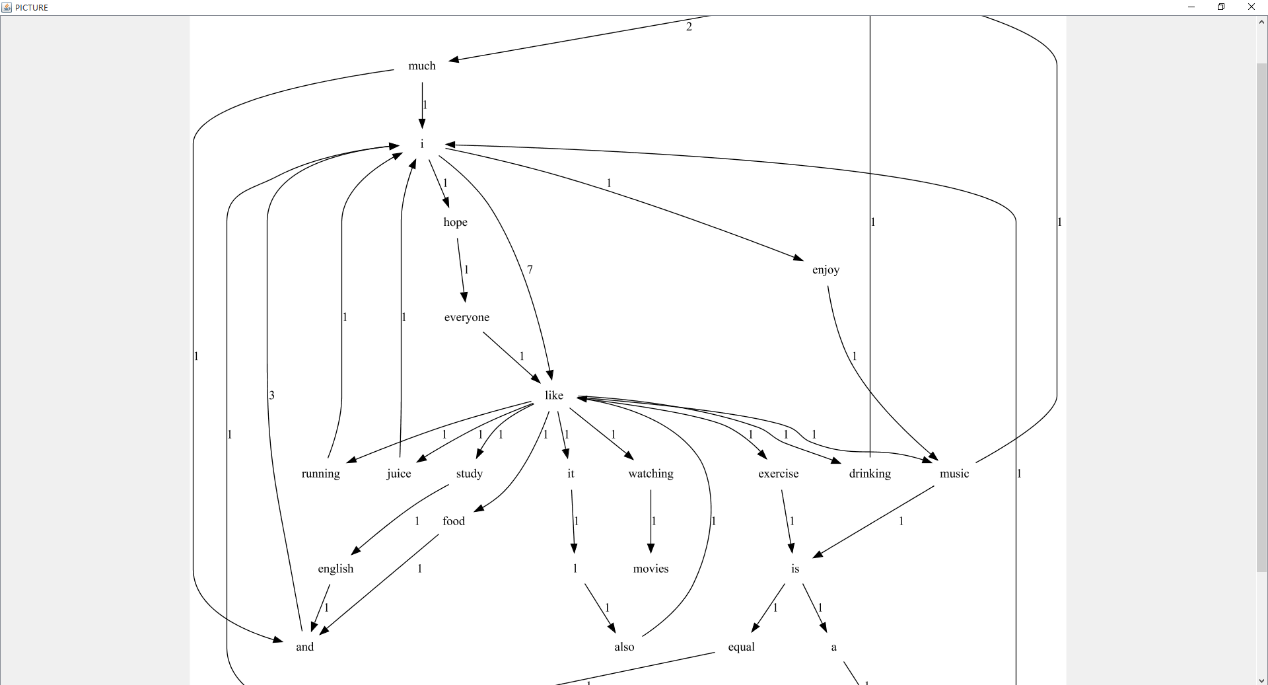 PICTURE
2
much
1
i
1 1
hope 1 1
enjoy
1 7
everyone
1 1
1 1 1
3
like
1 1 1 1 1 1 1 1 1 1
running juice study it watching exercise drinking music 1
1 food 1 1 1 1 1
english 1 l movies is
1 1 1 1
and also equal a
1 1